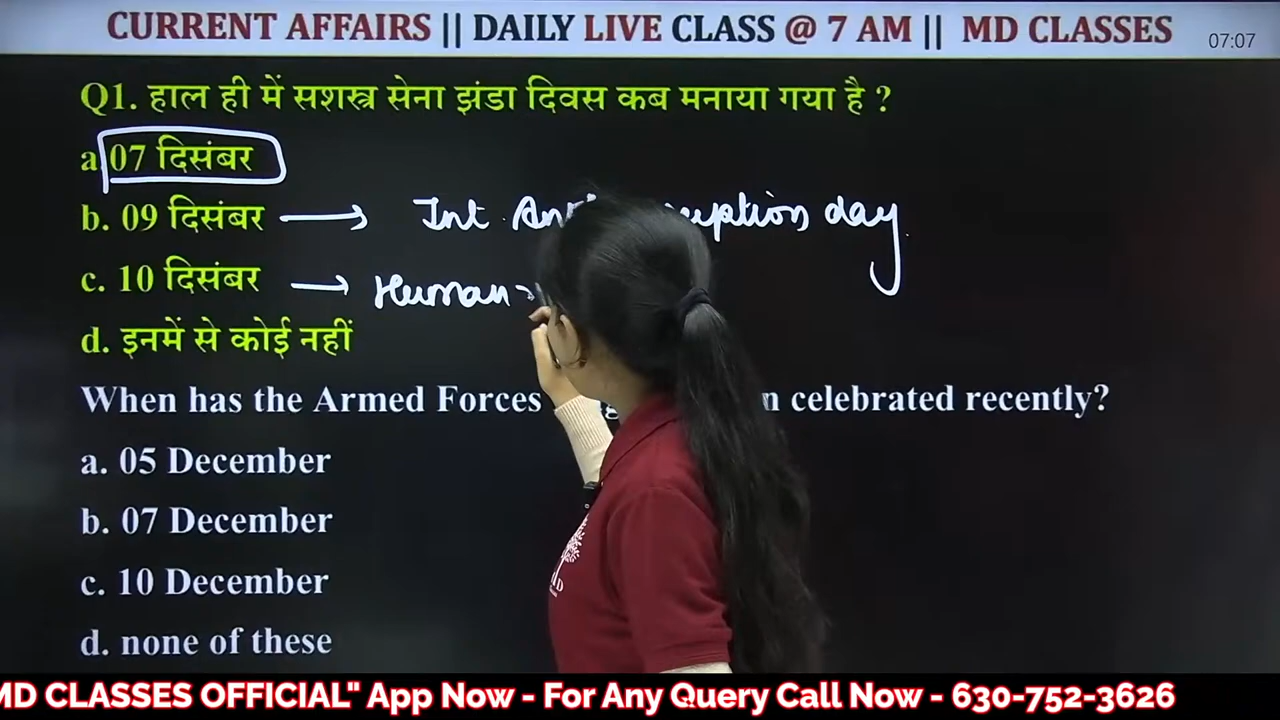 CURRENT AFFAIRS || DAILY LIVE CLASS @ 7 AM || MD CLASSES 07:07
Q1. हाल ही में सशस्त्र सेना झंडा दिवस कब मनाया गया है ?
a. 07 दिसंबर
b. 09 दिसंबर → Int day
c. 10 दिसंबर → Human
d. इनमें से कोई नहीं
When has the Armed Forces celebrated recently?
a. 05 December
b. 07 December
c. 10 December
d. none of these
MD CLASSES OFFICIAL" App Now - For Any Query Call Now - 630-752-3626